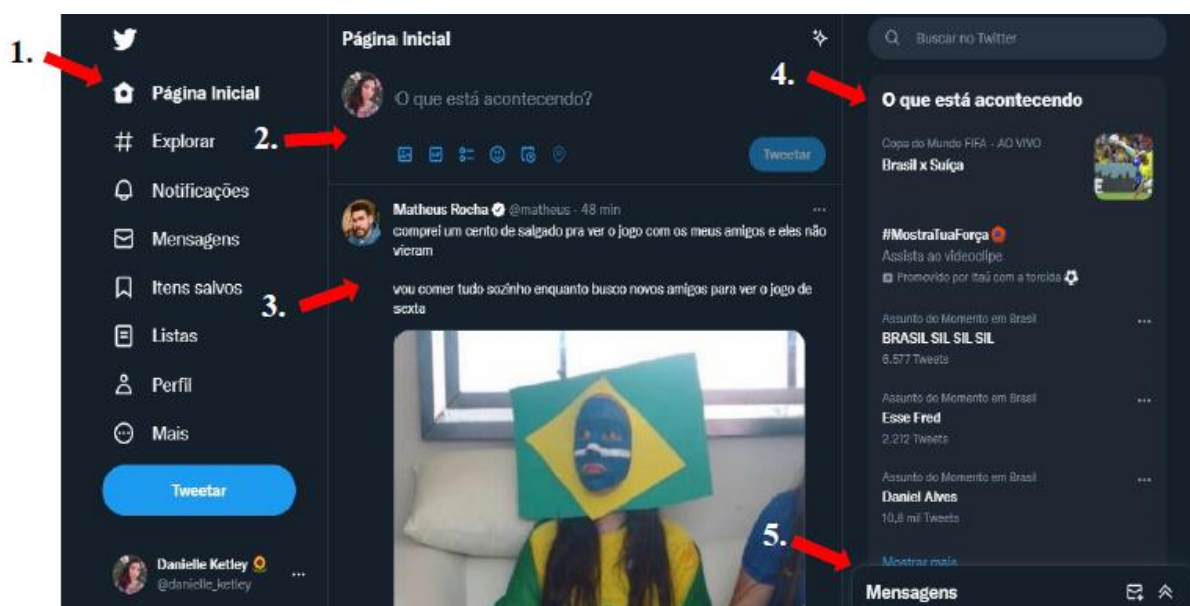 1.
Página Inicial
Explorar
Notificações
Mensagens
Itens salvos
Listas
Perfil
Mais
Tweetar
Danielle Ketley
@danielle_ketley
Página Inicial
2.
O que está acontecendo?
GIF
Tweetar
3.
Matheus Rocha @matheus · 48 min
comprei um cento de salgado pra ver o jogo com os meus amigos e eles não
vieram
vou comer tudo sozinho enquanto busco novos amigos para ver o jogo de
sexta
Buscar no Twitter
4.
O que está acontecendo
Copa do Mundo FIFA · AO VIVO
Brasil x Suíça
#MostraTuaForça
Assista ao videoclipe
Promovido por Itaú com a torcida
Assunto do Momento em Brasil
BRASIL SIL SIL SIL
6.577 Tweets
Assunto do Momento em Brasil
Esse Fred
2.212 Tweets
Assunto do Momento em Brasil
Daniel Alves
10,8 mil Tweets
Mostrar mais
5.
Mensagens